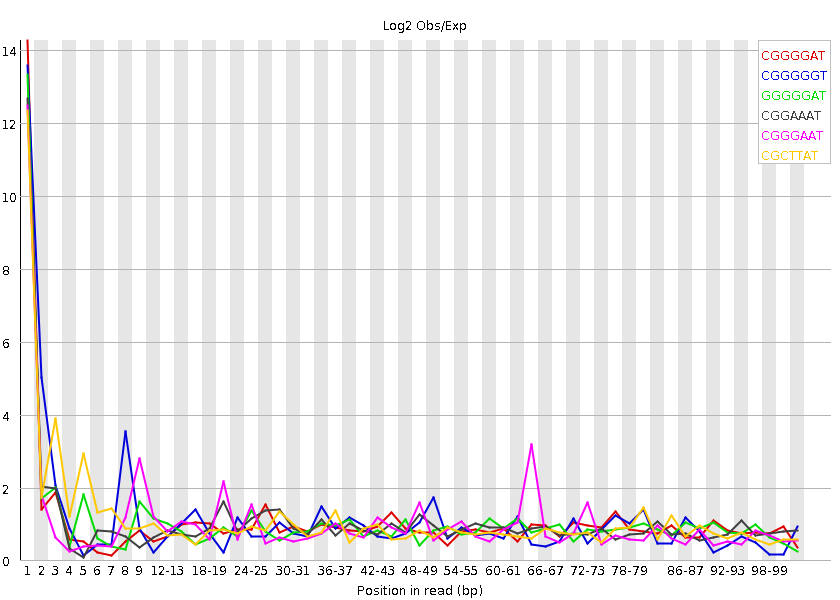 Log2 Obs/Exp
14
12
10
8
6
4
2
0
CGGGGAT
CGGGGGT
GGGGGAT
CGGAAAT
CGGGAAT
CGCTTAT
1 2 3 4 5 6 7 8 9 12-13 18-19 24-25 30-31 36-37 42-43 48-49 54-55 60-61 66-67 72-73 78-79 86-87 92-93 98-99
Position in read (bp)